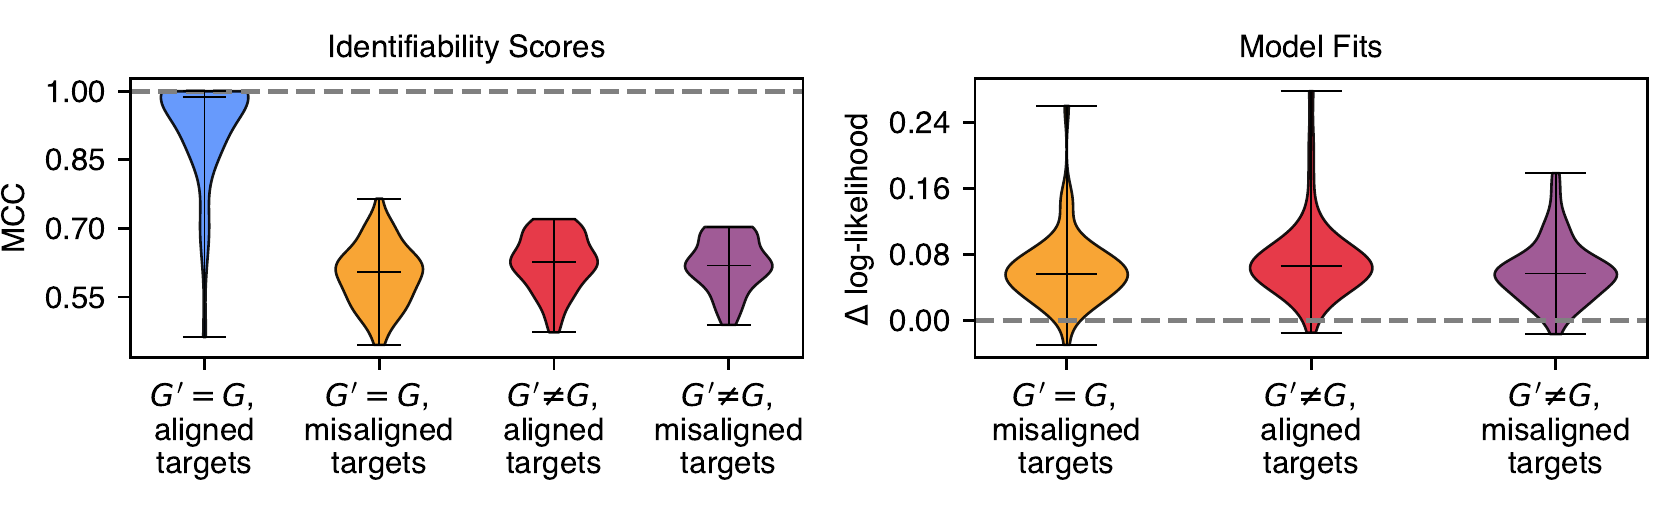 Identifiability Scores
MCC
1.00
0.85
0.70
0.55
G′ = G,
aligned
targets
G′ = G,
misaligned
targets
G′≠G,
aligned
targets
G′≠G,
misaligned
targets
Model Fits
Δ log-likelihood
0.24
0.16
0.08
0.00
G′ = G,
misaligned
targets
G′≠G,
aligned
targets
G′≠G,
misaligned
targets